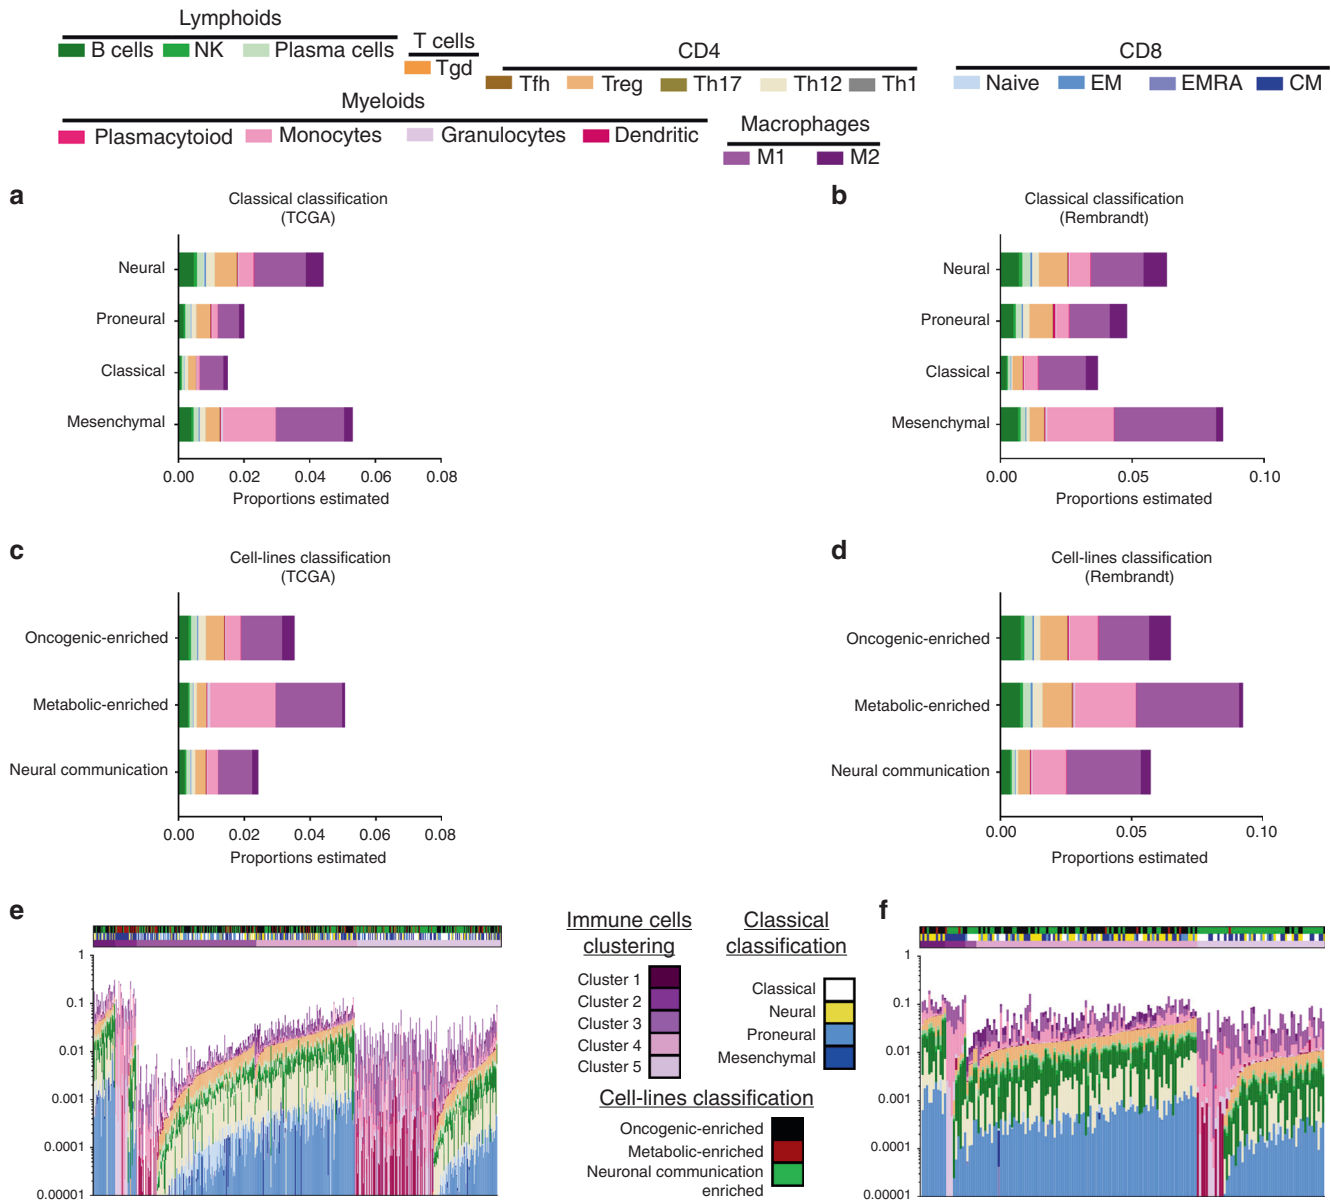 Lymphoids
B cells NK Plasma cells
T cells
Tgd
CD4
Tfh Treg Th17 Th12 Th1
CD8
Naive EM EMRA CM
Myeloids
Plasmacytoiod Monocytes Granulocytes Dendritic
Macrophages
M1 M2
a
Classical classification
(TCGA)
Neural
Proneural
Classical
Mesenchymal
0.00 0.02 0.04 0.06 0.08
Proportions estimated
b
Classical classification
(Rembrandt)
Neural
Proneural
Classical
Mesenchymal
0.00 0.05 0.10
Proportions estimated
c
Cell-lines classification
(TCGA)
Oncogenic-enriched
Metabolic-enriched
Neural communication
0.00 0.02 0.04 0.06 0.08
Proportions estimated
d
Cell-lines classification
(Rembrandt)
Oncogenic-enriched
Metabolic-enriched
Neural communication
0.00 0.05 0.10
Proportions estimated
e
1
0.1
0.01
0.001
0.0001
0.00001
Immune cells
clustering
Cluster 1
Cluster 2
Cluster 3
Cluster 4
Cluster 5
Classical
classification
Classical
Neural
Proneural
Mesenchymal
Cell-lines classification
Oncogenic-enriched
Metabolic-enriched
Neuronal communication
enriched
f
1
0.1
0.01
0.001
0.0001
0.00001